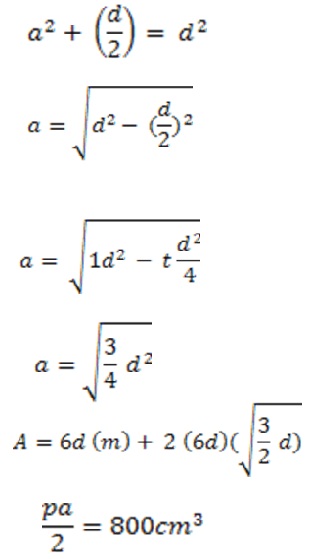 a² + (d/2) = d²
a = √(d² − (d/2)²)
a = √(1d² − t d²/4)
a = √(3/4 d²)
A = 6d (m) + 2 (6d)(√(3/2 d))
pa/2 = 800cm³